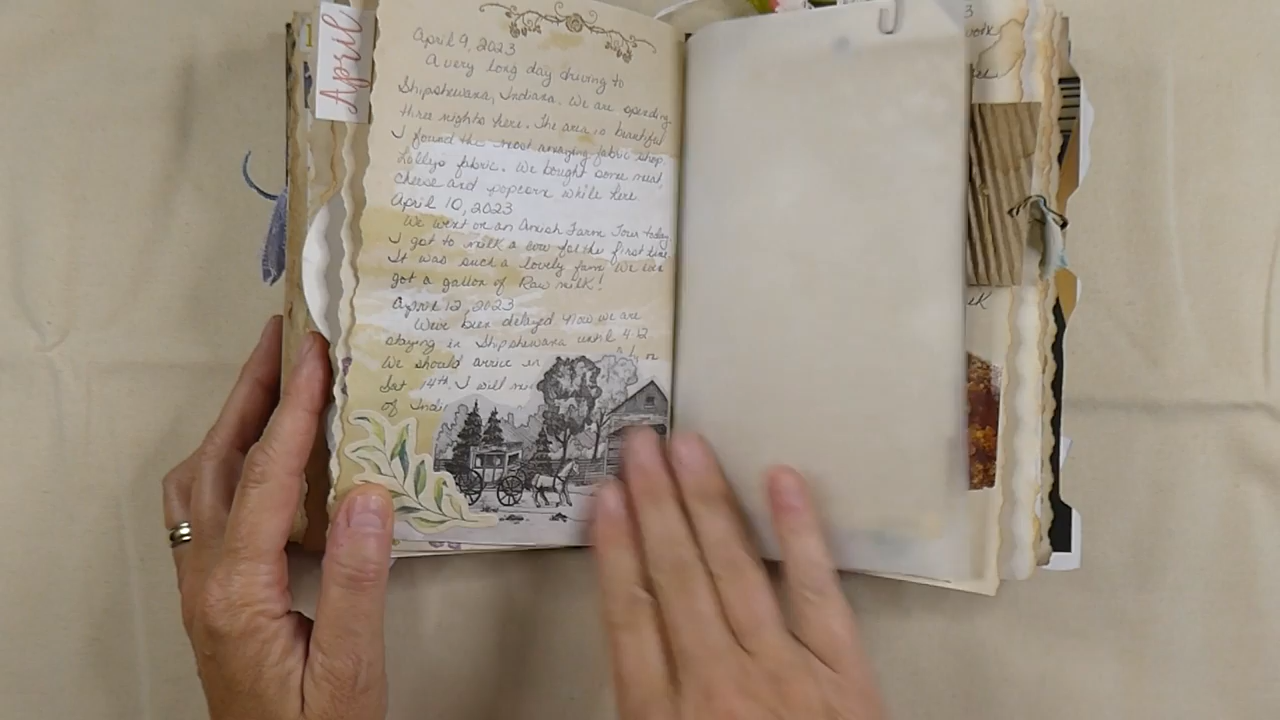 April
April 9, 2023
A very long day driving to
Shipshewana, Indiana. We are spending
three nights here. The area is beautiful
I found the most amazing fabric shop,
Lolly's fabric. We bought some meat,
cheese and popcorn while here.
April 10, 2023
We went on an Amish Farm Tour today
I got to milk a cow for the first time.
It was such a lovely farm We even
got a gallon of Raw milk!
April 12, 2023
We've been delayed. Now we are
staying in Shipshewana until 4-12
We should arrive in
Sat 14th. I will
of
3
work